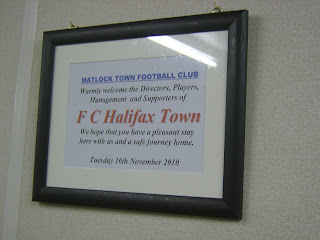 MATLOCK TOWN FOOTBALL CLUB
Warmly welcome the Directors, Players,
Management and Supporters of
F C Halifax Town
We hope that you have a pleasant stay
here with us and a safe journey home.
Tuesday 16th November 2010